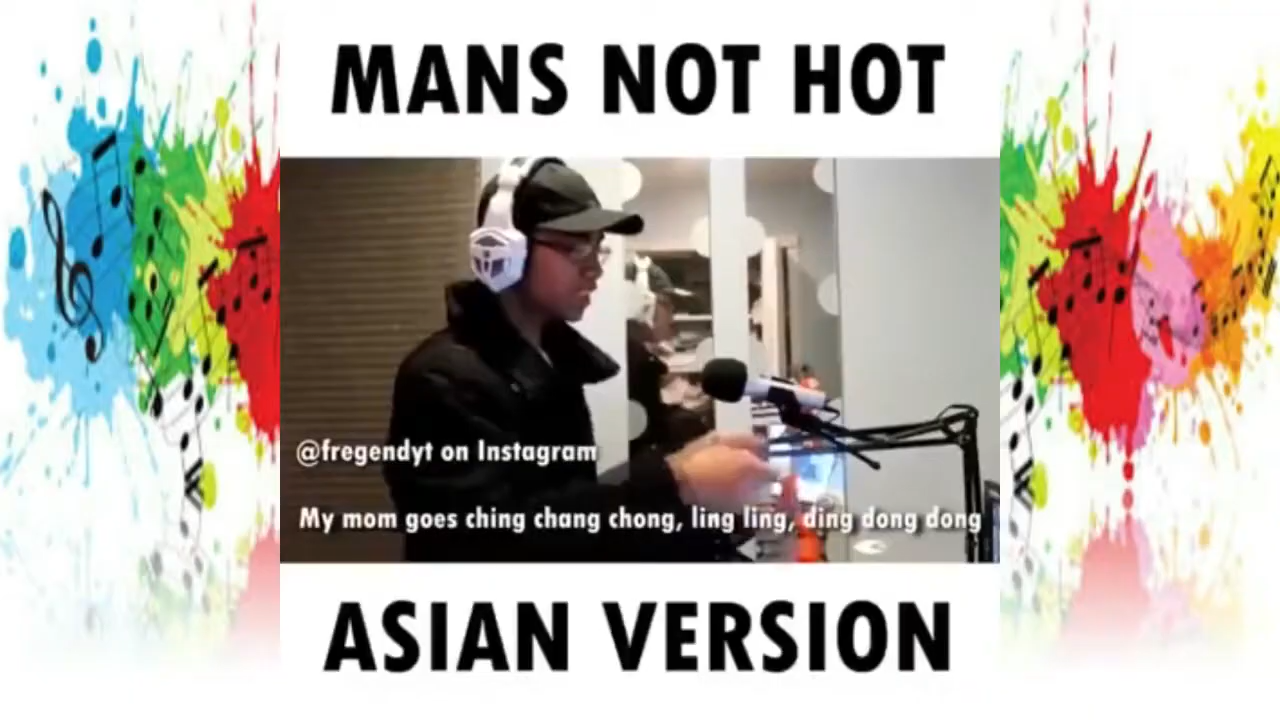 MANS NOT HOT
@fregendyt on Instagram
My mom goes ching chang chong, ling ling, ding dong dong
ASIAN VERSION